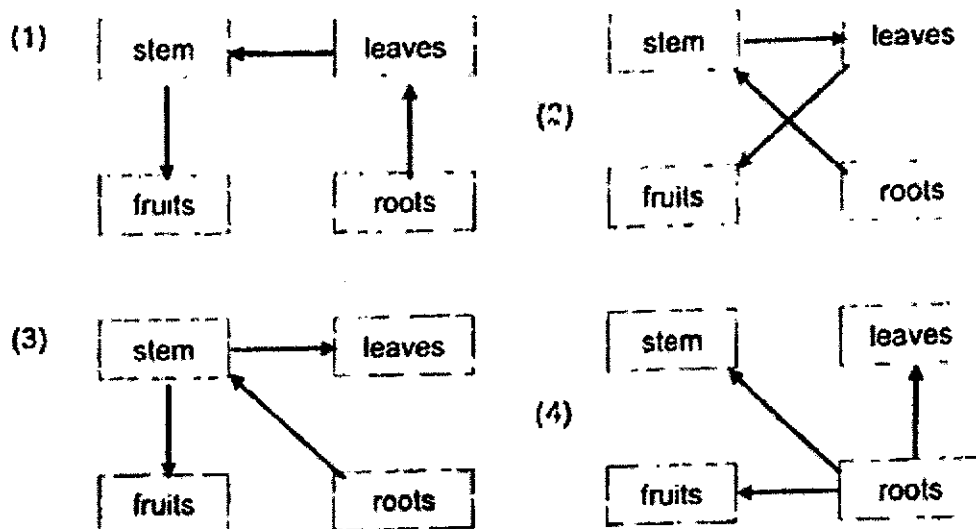 (1) stem leaves
fruits roots
(2) stem leaves
fruits roots
(3) stem leaves
fruits roots
(4) stem leaves
fruits roots